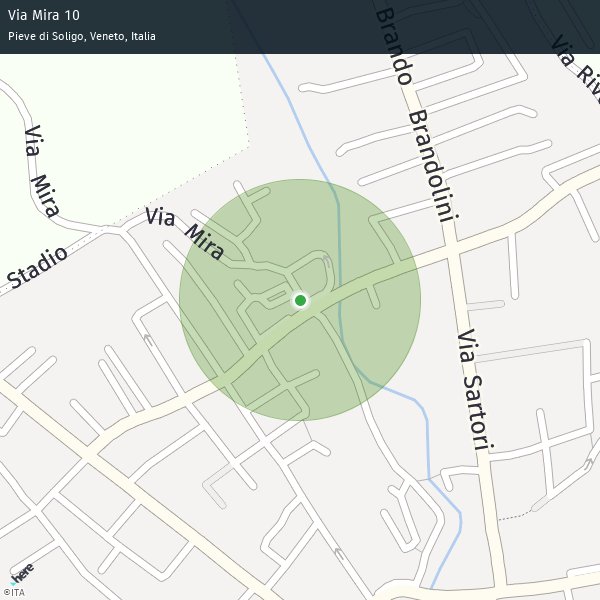 Via Mira 10
Pieve di Soligo, Veneto, Italia
Brando Brandolini
Via Riv
Via Mira
Via Mira
Stadio
Via Sartori
here
©ITA